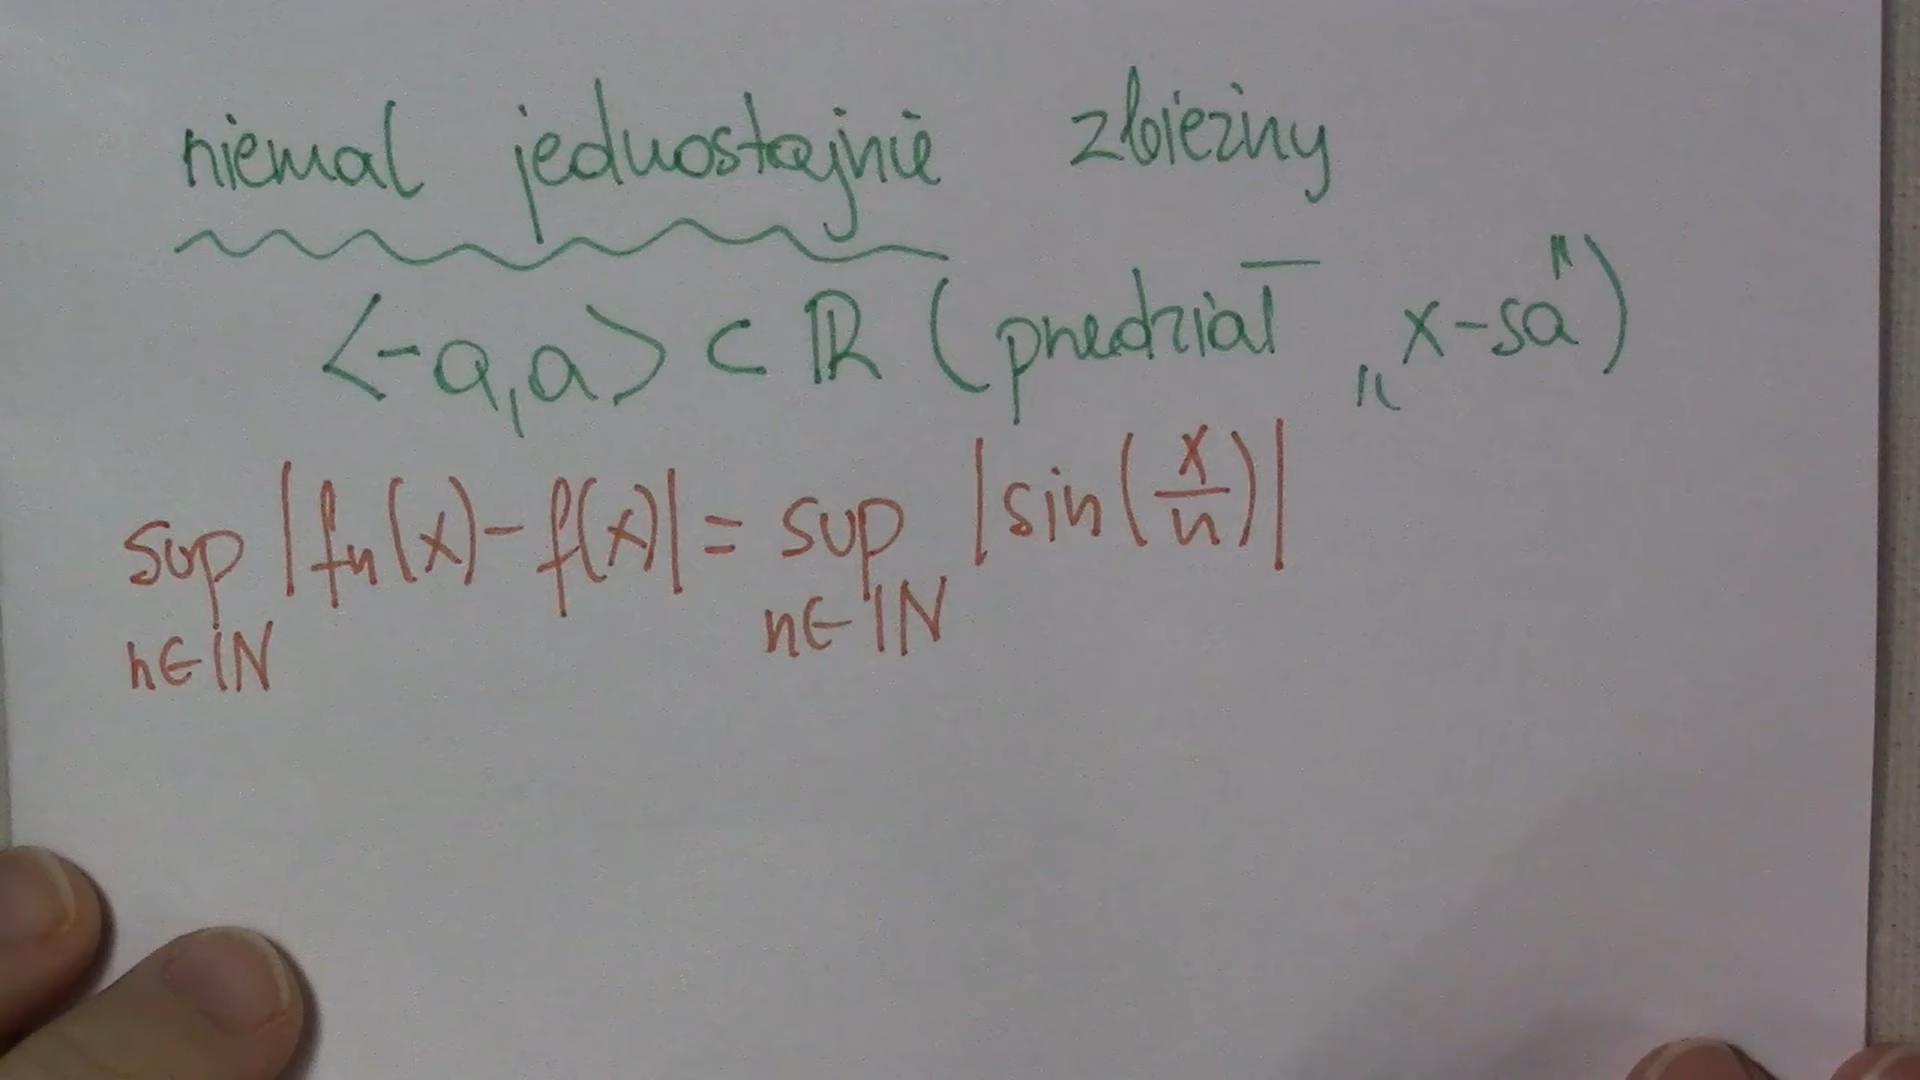 niemal jednostajnie zbieżny
<-a,a> ⊂ ℝ (przedział „x-sa")
sup |fn(x)-f(x)| = sup |sin(x/n)|
n∈ℕ n∈ℕ